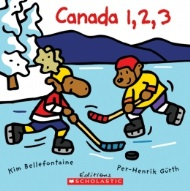 Canada 1,2,3
Kim Bellefontaine
Per-Henrik Gürth
Éditions
SCHOLASTIC